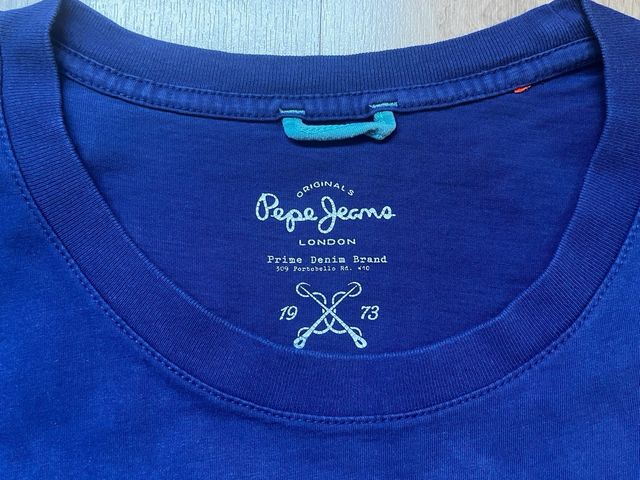 ORIGINALS
Pepe Jeans
LONDON
Prime Denim Brand
309 Portobello Rd. W10
19 73